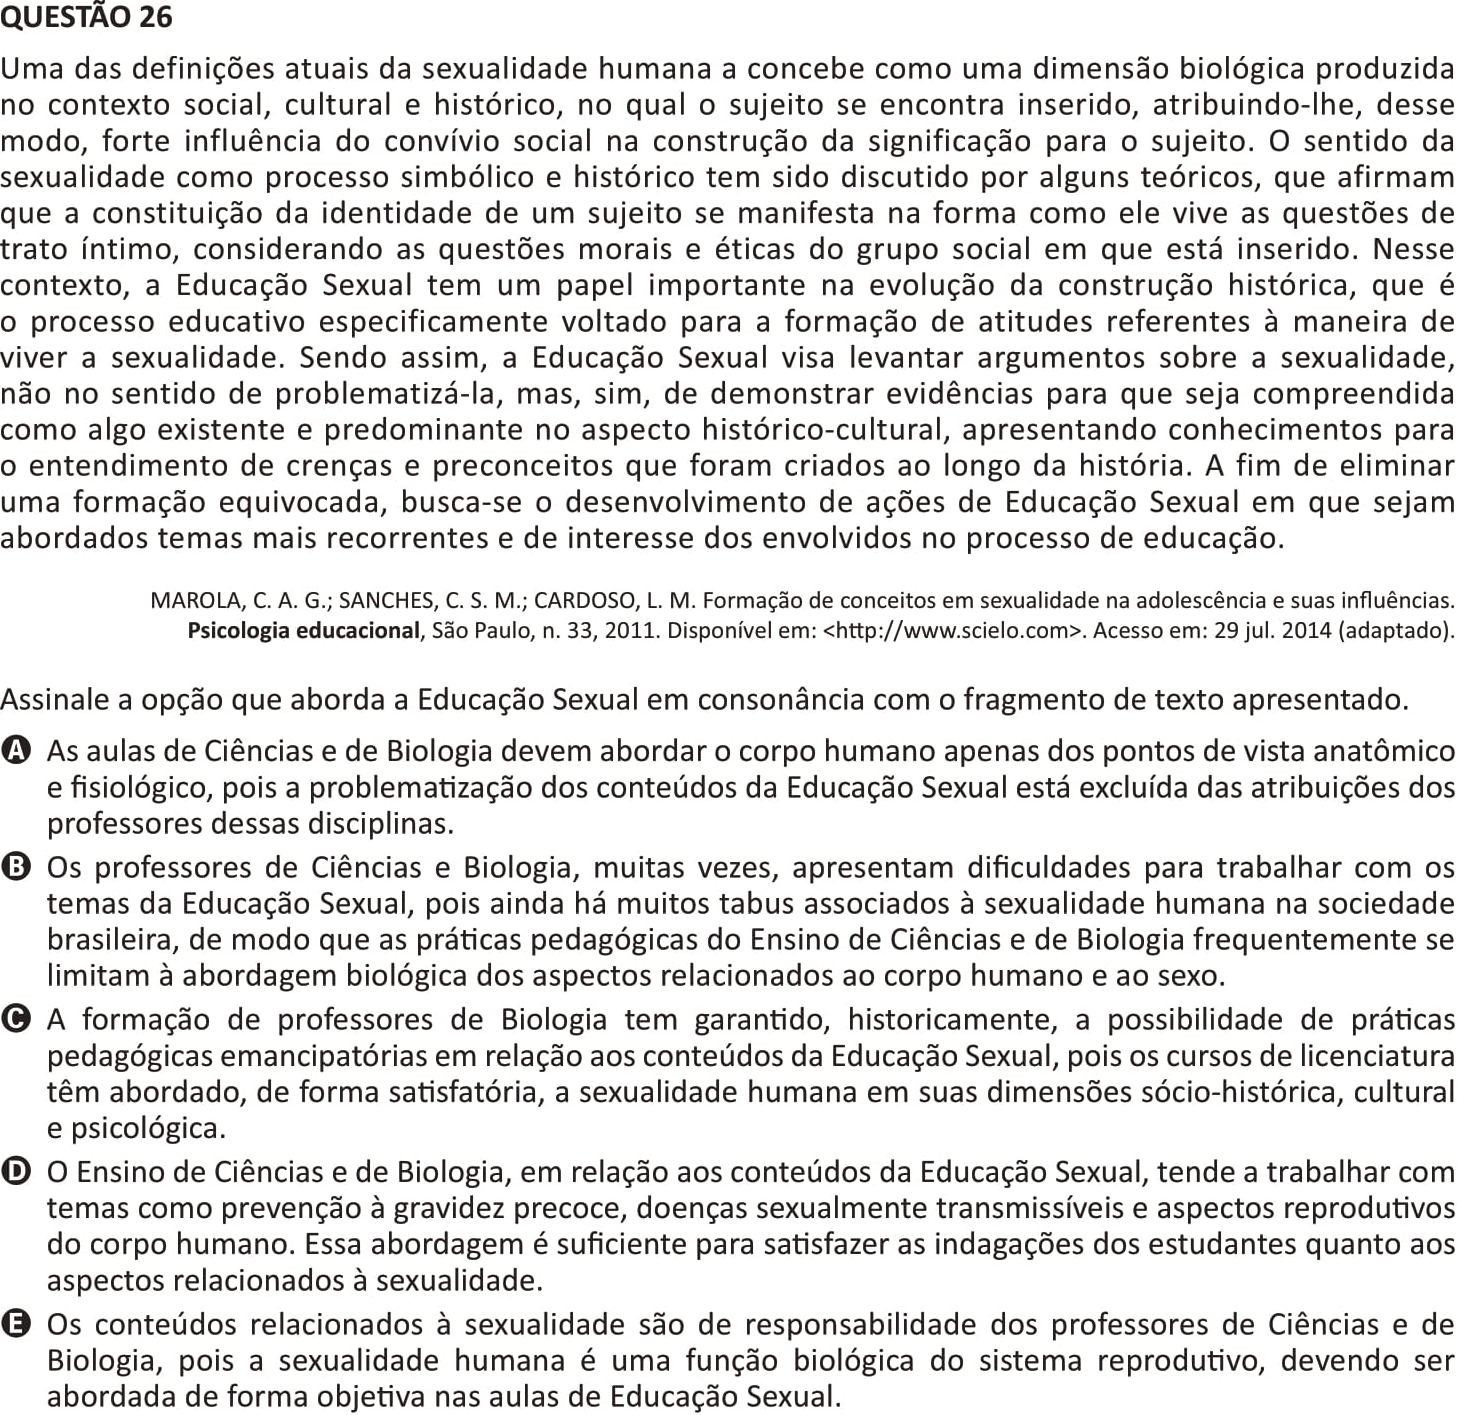 QUESTÃO 26
Uma das definições atuais da sexualidade humana a concebe como uma dimensão biológica produzida
no contexto social, cultural e histórico, no qual o sujeito se encontra inserido, atribuindo-lhe, desse
modo, forte influência do convívio social na construção da significação para o sujeito. O sentido da
sexualidade como processo simbólico e histórico tem sido discutido por alguns teóricos, que afirmam
que a constituição da identidade de um sujeito se manifesta na forma como ele vive as questões de
trato íntimo, considerando as questões morais e éticas do grupo social em que está inserido. Nesse
contexto, a Educação Sexual tem um papel importante na evolução da construção histórica, que é
o processo educativo especificamente voltado para a formação de atitudes referentes à maneira de
viver a sexualidade. Sendo assim, a Educação Sexual visa levantar argumentos sobre a sexualidade,
não no sentido de problematizá-la, mas, sim, de demonstrar evidências para que seja compreendida
como algo existente e predominante no aspecto histórico-cultural, apresentando conhecimentos para
o entendimento de crenças e preconceitos que foram criados ao longo da história. A fim de eliminar
uma formação equivocada, busca-se o desenvolvimento de ações de Educação Sexual em que sejam
abordados temas mais recorrentes e de interesse dos envolvidos no processo de educação.
MAROLA, C. A. G.; SANCHES, C. S. M.; CARDOSO, L. M. Formação de conceitos em sexualidade na adolescência e suas influências.
Psicologia educacional, São Paulo, n. 33, 2011. Disponível em: <http://www.scielo.com>. Acesso em: 29 jul. 2014 (adaptado).
Assinale a opção que aborda a Educação Sexual em consonância com o fragmento de texto apresentado.
A As aulas de Ciências e de Biologia devem abordar o corpo humano apenas dos pontos de vista anatômico
e fisiológico, pois a problematização dos conteúdos da Educação Sexual está excluída das atribuições dos
professores dessas disciplinas.
B Os professores de Ciências e Biologia, muitas vezes, apresentam dificuldades para trabalhar com os
temas da Educação Sexual, pois ainda há muitos tabus associados à sexualidade humana na sociedade
brasileira, de modo que as práticas pedagógicas do Ensino de Ciências e de Biologia frequentemente se
limitam à abordagem biológica dos aspectos relacionados ao corpo humano e ao sexo.
C A formação de professores de Biologia tem garantido, historicamente, a possibilidade de práticas
pedagógicas emancipatórias em relação aos conteúdos da Educação Sexual, pois os cursos de licenciatura
têm abordado, de forma satisfatória, a sexualidade humana em suas dimensões sócio-histórica, cultural
e psicológica.
D O Ensino de Ciências e de Biologia, em relação aos conteúdos da Educação Sexual, tende a trabalhar com
temas como prevenção à gravidez precoce, doenças sexualmente transmissíveis e aspectos reprodutivos
do corpo humano. Essa abordagem é suficiente para satisfazer as indagações dos estudantes quanto aos
aspectos relacionados à sexualidade.
E Os conteúdos relacionados à sexualidade são de responsabilidade dos professores de Ciências e de
Biologia, pois a sexualidade humana é uma função biológica do sistema reprodutivo, devendo ser
abordada de forma objetiva nas aulas de Educação Sexual.